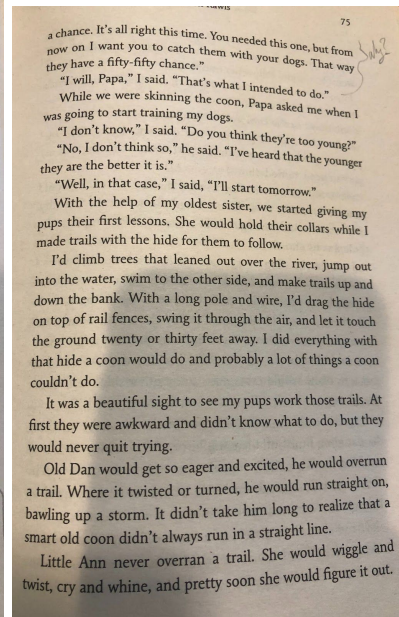 Rawls
75
a chance. It's all right this time. You needed this one, but from
now on I want you to catch them with your dogs. That way
they have a fifty-fifty chance."
Why?
"I will, Papa," I said. "That's what I intended to do."
While we were skinning the coon, Papa asked me when I
was going to start training my dogs.
"I don't know," I said. "Do you think they're too young?"
"No, I don't think so," he said. "I've heard that the younger
they are the better it is."
"Well, in that case," I said, "I'll start tomorrow."
With the help of my oldest sister, we started giving my
pups their first lessons. She would hold their collars while I
made trails with the hide for them to follow.
I'd climb trees that leaned out over the river, jump out
into the water, swim to the other side, and make trails up and
down the bank. With a long pole and wire, I'd drag the hide
on top of rail fences, swing it through the air, and let it touch
the ground twenty or thirty feet away. I did everything with
that hide a coon would do and probably a lot of things a coon
couldn't do.
It was a beautiful sight to see my pups work those trails. At
first they were awkward and didn't know what to do, but they
would never quit trying.
Old Dan would get so eager and excited, he would overrun
a trail. Where it twisted or turned, he would run straight on,
bawling up a storm. It didn't take him long to realize that a
smart old coon didn't always run in a straight line.
Little Ann never overran a trail. She would wiggle and
twist, cry and whine, and pretty soon she would figure it out.